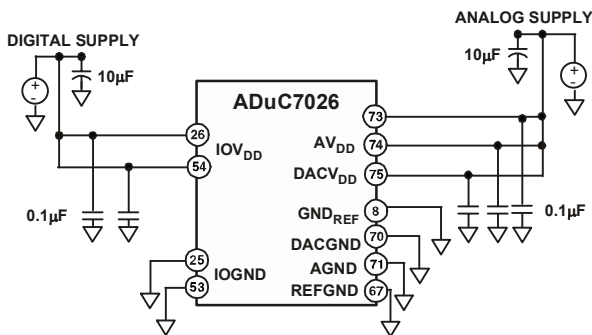 ANALOG SUPPLY
DIGITAL SUPPLY
10µF
10µF
ADuC7026
73
26
AVDD
74
IOVDD
54
DACVDD
75
0.1µF
GNDREF
8
0.1µF
DACGND
70
25
IOGND
AGND
71
53
REFGND
67